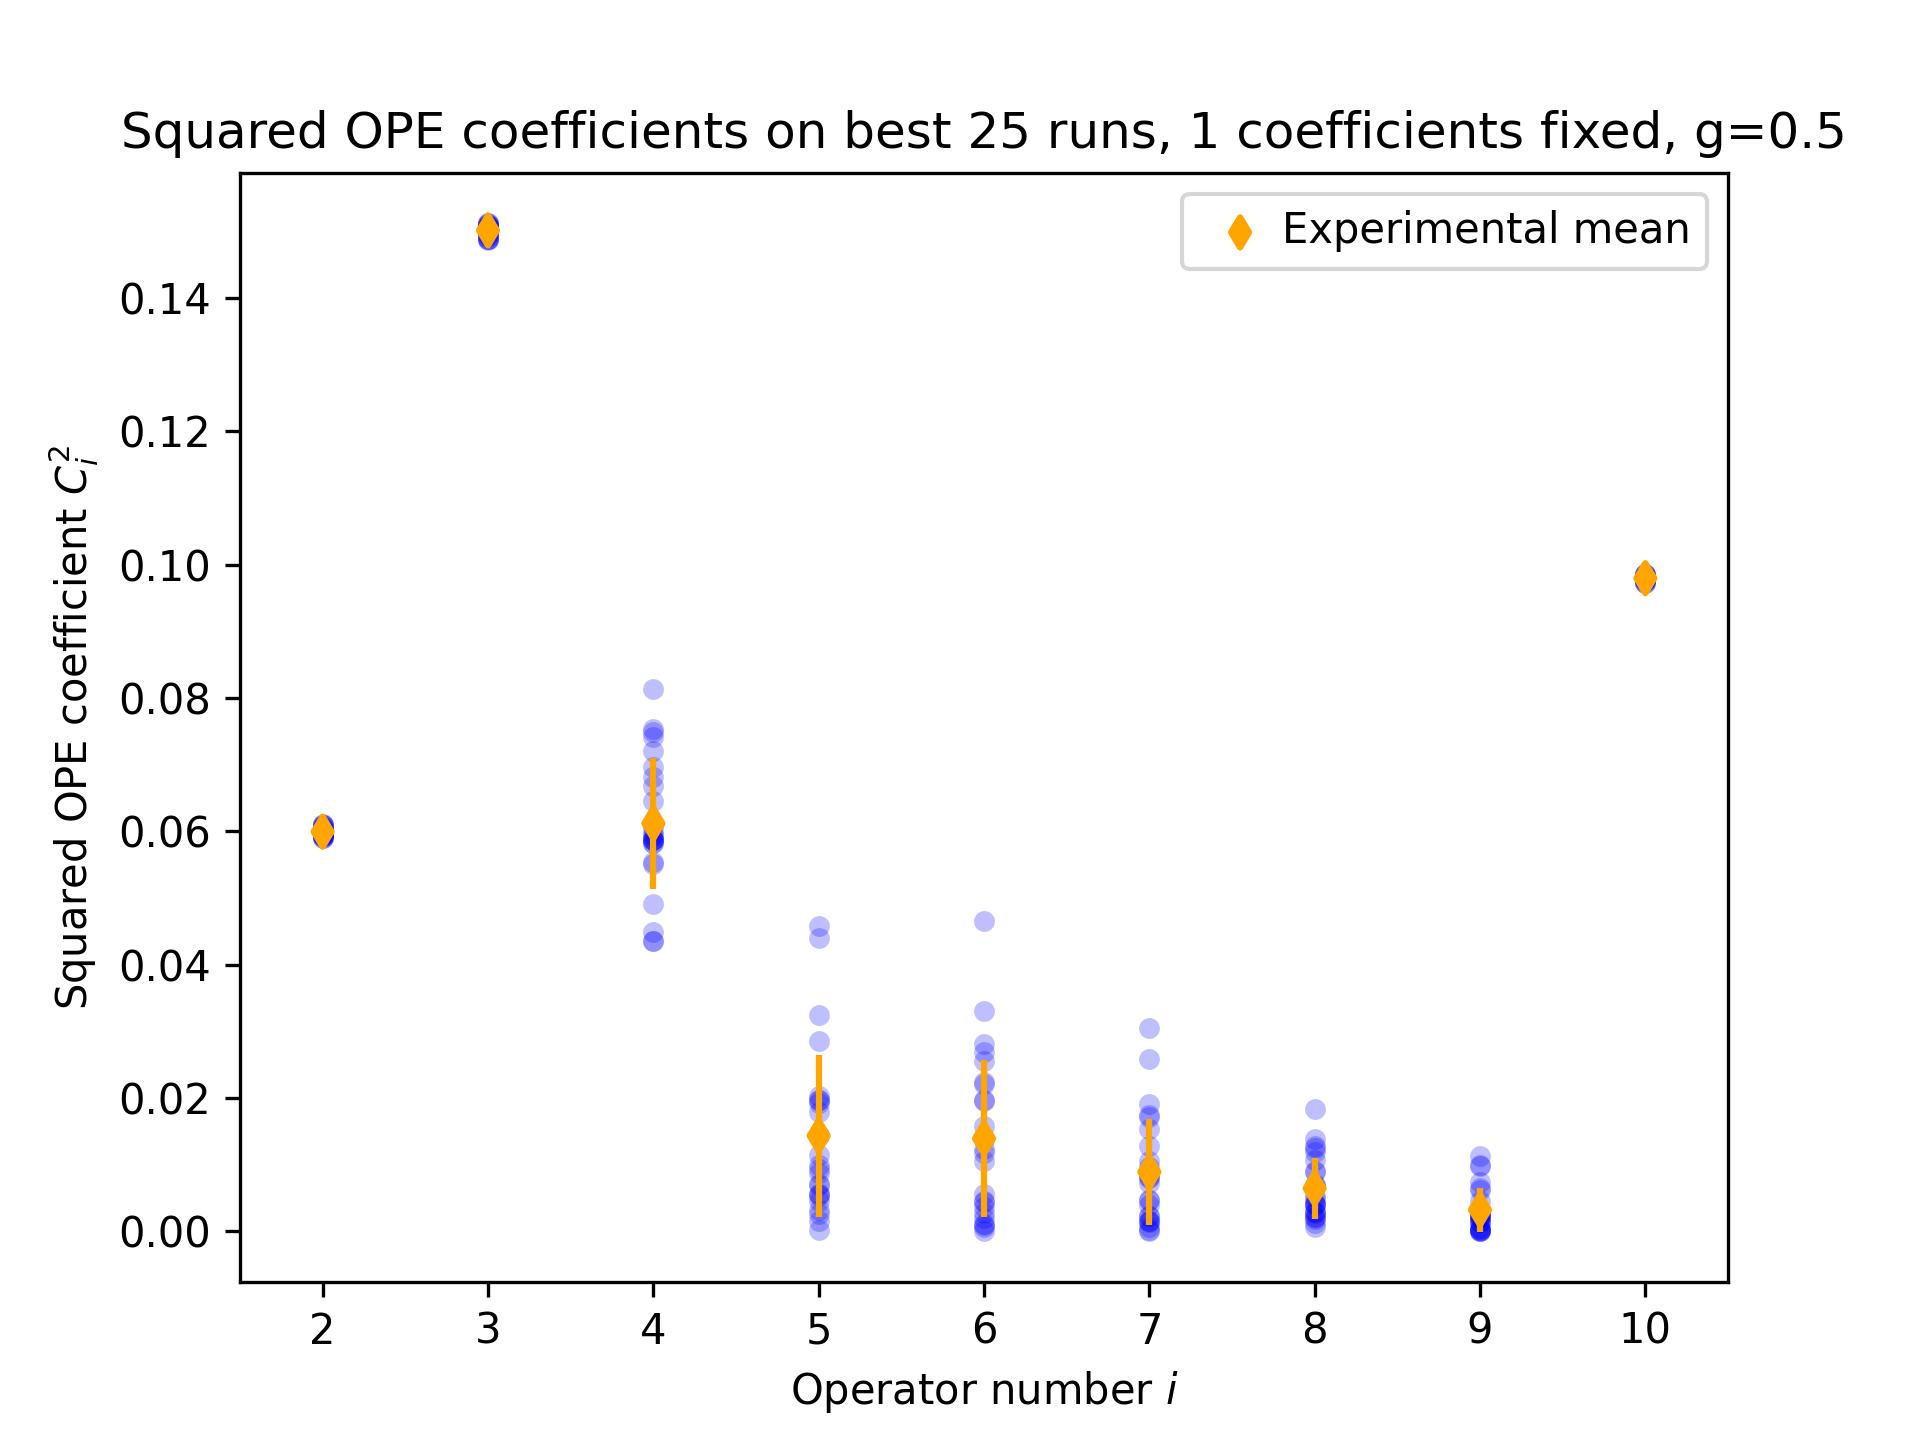 Squared OPE coefficients on best 25 runs, 1 coefficients fixed, g=0.5
Experimental mean
Squared OPE coefficient $C_i^2$
0.14
0.12
0.10
0.08
0.06
0.04
0.02
0.00
2 3 4 5 6 7 8 9 10
Operator number i